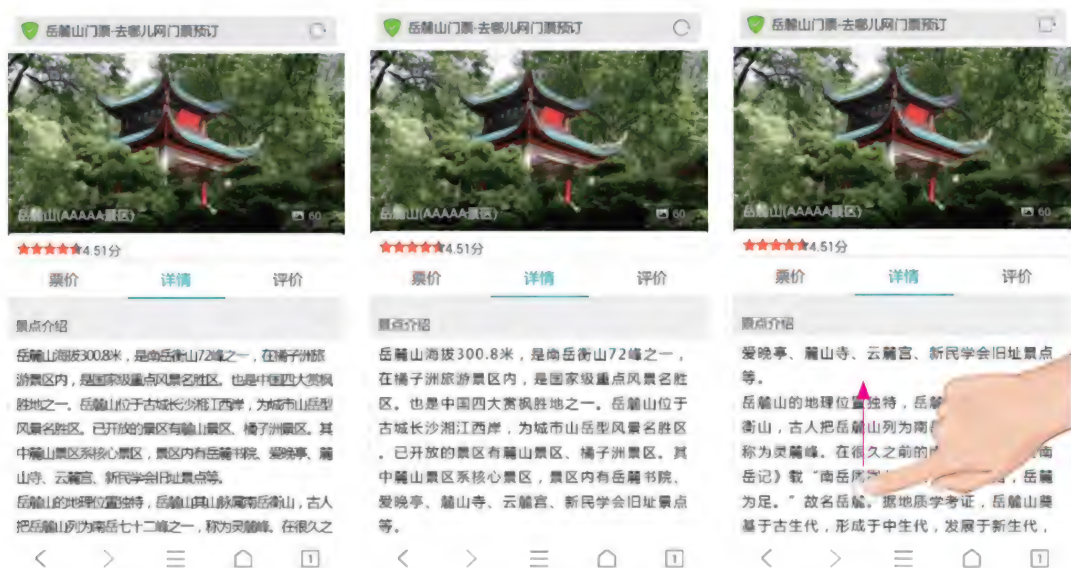 岳麓山门票-去哪儿网门票预订
岳麓山(AAAAA景区)
60
4.51分
票价 详情 评价
景点介绍
岳麓山海拔300.8米，是南岳衡山72峰之一，在橘子洲旅
游景区内，是国家级重点风景名胜区。也是中国四大赏枫
胜地之一。岳麓山位于古城长沙湘江西岸，为城市山岳型
风景名胜区。已开放的景区有麓山景区、橘子洲景区。其
中麓山景区系核心景区，景区内有岳麓书院、爱晚亭、麓
山寺、云麓宫、新民学会旧址景点等。
岳麓山的地理位置独特，岳麓山其山脉属南岳衡山，古人
把岳麓山列为南岳七十二峰之一，称为灵麓峰。在很久之
1
岳麓山门票-去哪儿网门票预订
岳麓山(AAAAA景区)
60
4.51分
票价 详情 评价
景点介绍
岳麓山海拔300.8米，是南岳衡山72峰之一，
在橘子洲旅游景区内，是国家级重点风景名胜
区。也是中国四大赏枫胜地之一。岳麓山位于
古城长沙湘江西岸，为城市山岳型风景名胜区
。已开放的景区有麓山景区、橘子洲景区。其
中麓山景区系核心景区，景区内有岳麓书院、
爱晚亭、麓山寺、云麓宫、新民学会旧址景点
等。
1
岳麓山门票-去哪儿网门票预订
岳麓山(AAAAA景区)
60
4.51分
票价 详情 评价
景点介绍
爱晚亭、麓山寺、云麓宫、新民学会旧址景点
等。
岳麓山的地理位置独特，岳麓
衡山，古人把岳麓山列为南
称为灵麓峰。在很久之前的 南
岳记》载“南岳周 ，岳麓
为足。”故名岳麓。据地质学考证，岳麓山奠
基于古生代，形成于中生代，发展于新生代，
1